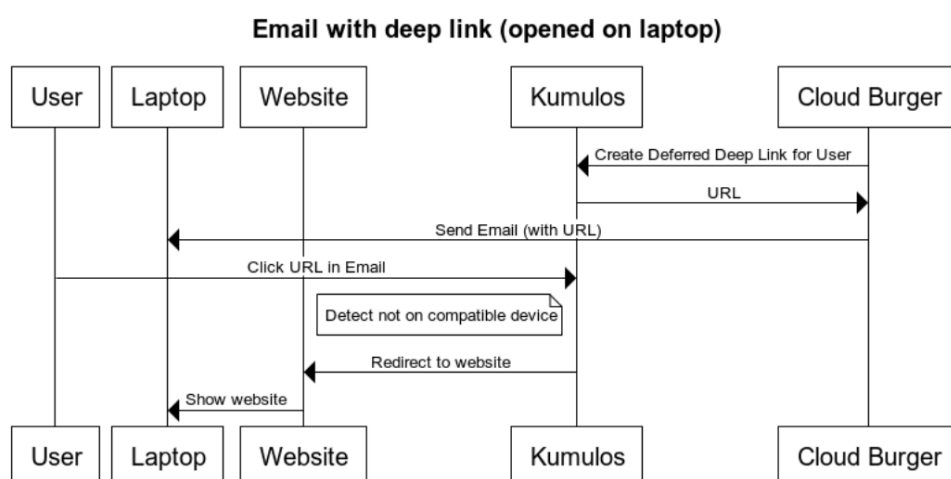 Email with deep link (opened on laptop)
User Laptop Website Kumulos Cloud Burger
Create Deferred Deep Link for User
URL
Send Email (with URL)
Click URL in Email
Detect not on compatible device
Redirect to website
Show website
User Laptop Website Kumulos Cloud Burger